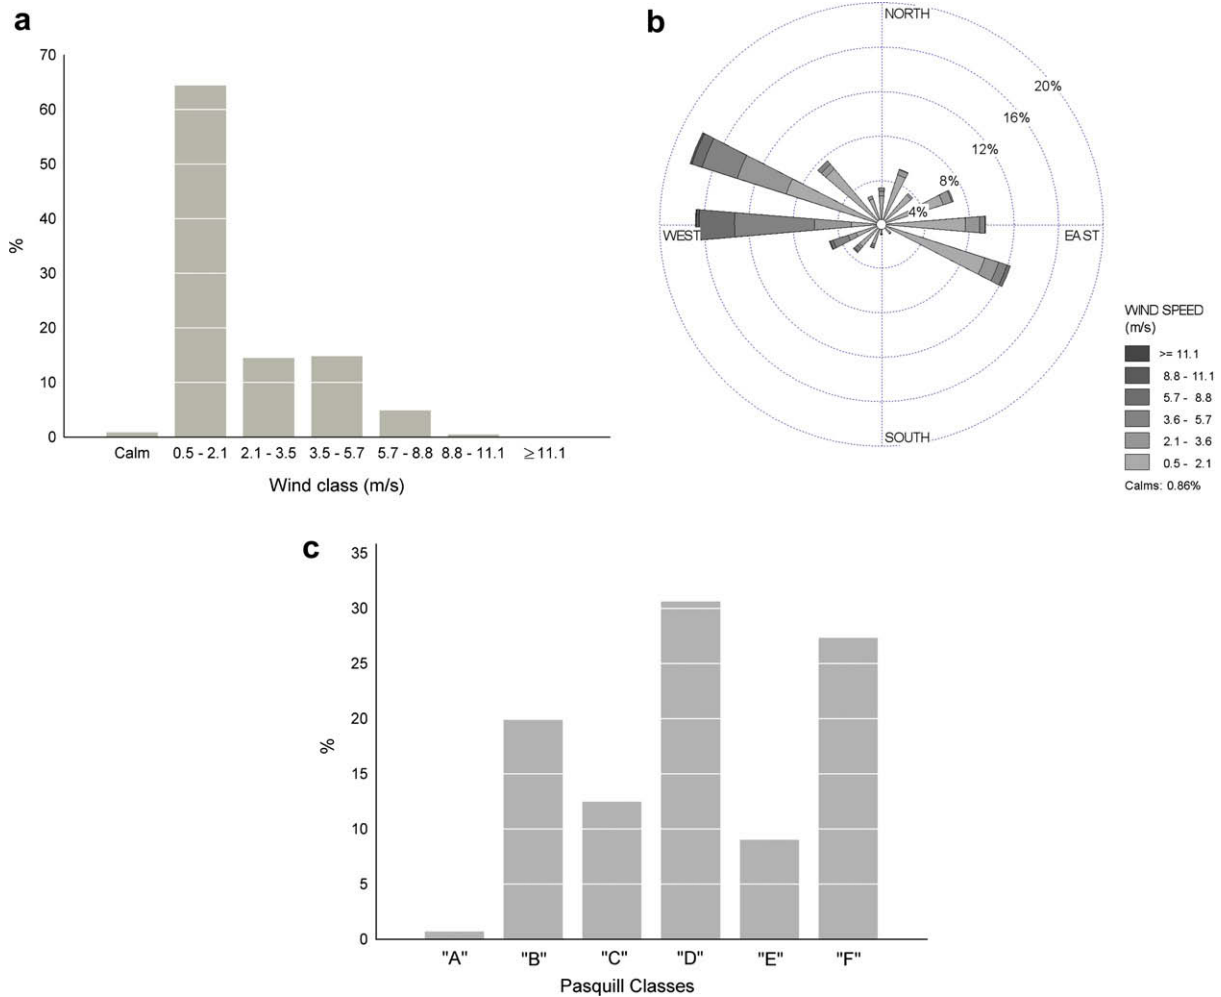 a
70
60
50
40
30
20
10
0
%
Calm 0.5 - 2.1 2.1 - 3.5 3.5 - 5.7 5.7 - 8.8 8.8 - 11.1 ≥ 11.1
Wind class (m/s)
b
NORTH
20%
16%
12%
8%
4%
WEST EAST
SOUTH
WIND SPEED
(m/s)
>= 11.1
8.8 - 11.1
5.7 - 8.8
3.6 - 5.7
2.1 - 3.6
0.5 - 2.1
Calms: 0.86%
c
35
30
25
20
15
10
5
0
%
"A" "B" "C" "D" "E" "F"
Pasquill Classes